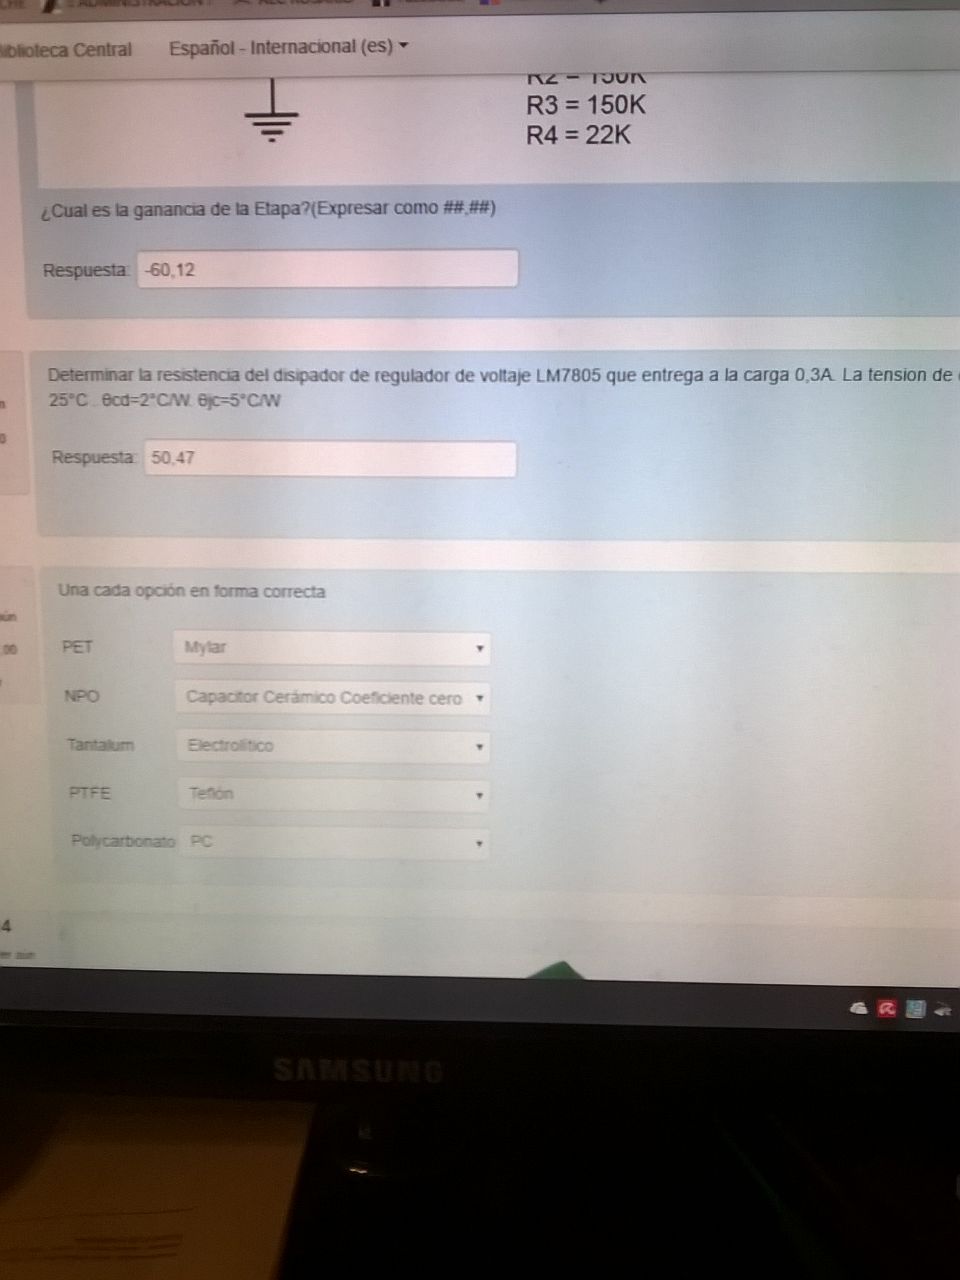 Biblioteca Central Español - Internacional (es)
R2 = 150K
R3 = 150K
R4 = 22K
¿Cual es la ganancia de la Etapa?(Expresar como ##,##)
Respuesta: -60,12
Determinar la resistencia del disipador de regulador de voltaje LM7805 que entrega a la carga 0,3A. La tension de
25°C . θcd=2°C/W. θjc=5°C/W
Respuesta: 50,47
Una cada opción en forma correcta
PET Mylar
NPO Capacitor Cerámico Coeficiente cero
Tantalum Electrolítico
PTFE Teflón
Polycarbonato PC
4
SAMSUNG